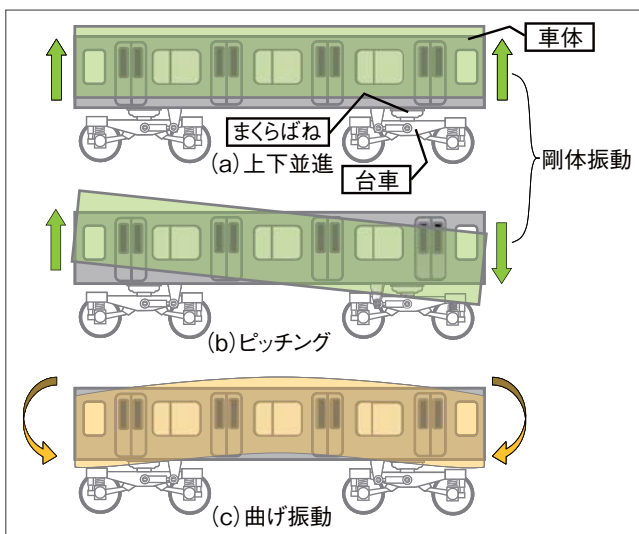 車体
まくらばね
(a)上下並進
台車
剛体振動
(b)ピッチング
(c)曲げ振動